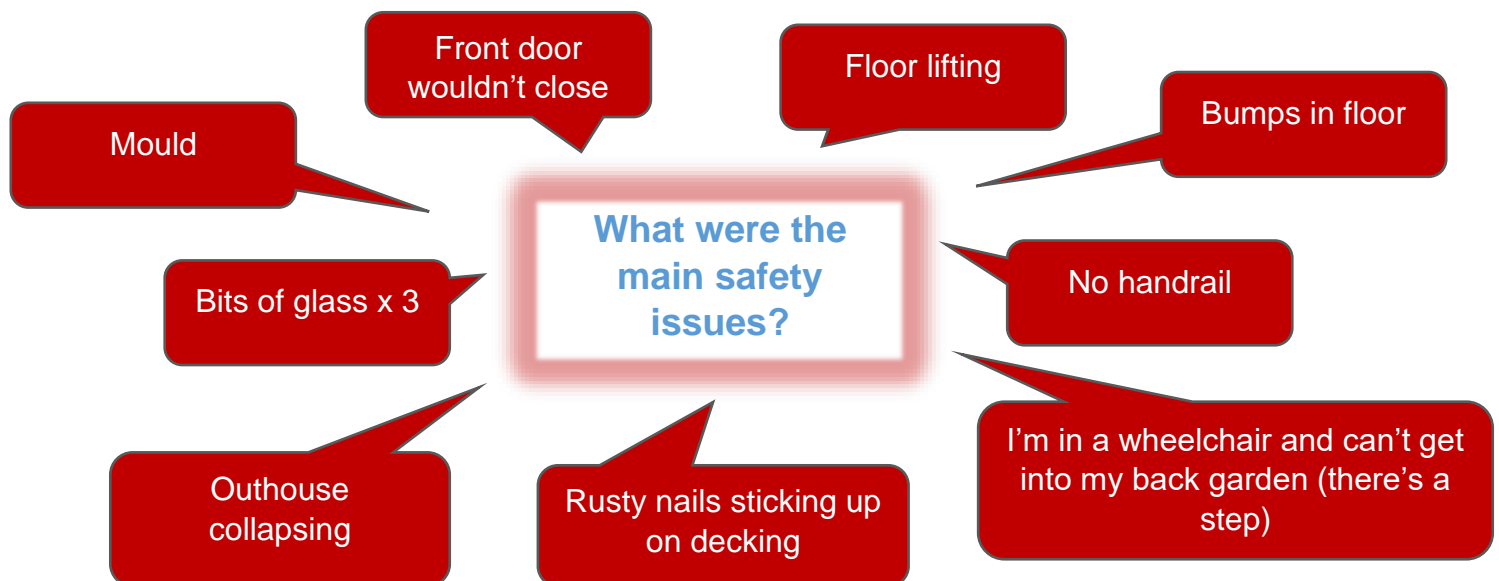 Front door
wouldn’t close
Floor lifting
Mould
Bumps in floor
What were the
main safety
issues?
Bits of glass x 3
No handrail
Outhouse
collapsing
Rusty nails sticking up
on decking
I’m in a wheelchair and can’t get
into my back garden (there’s a
step)